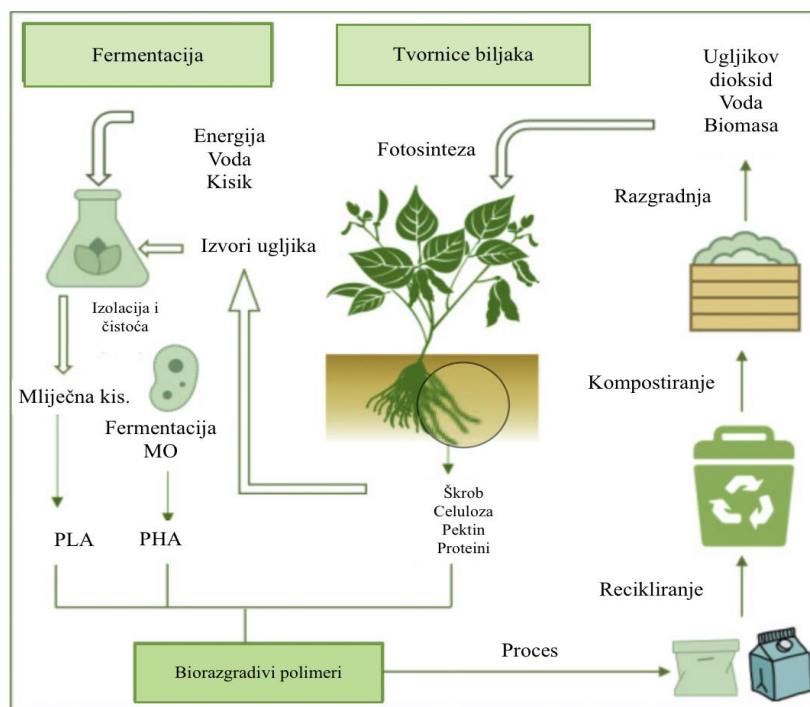 Fermentacija
Tvornice biljaka
Ugljikov
dioksid
Voda
Biomasa
Energija
Voda
Kisik
Fotosinteza
Razgradnja
Izvori ugljika
Izolacija i
čistoća
Kompostiranje
Mliječna kis.
Fermentacija
MO
Škrob
Celuloza
Pektin
Proteini
PLA
PHA
Recikliranje
Biorazgradivi polimeri
Proces